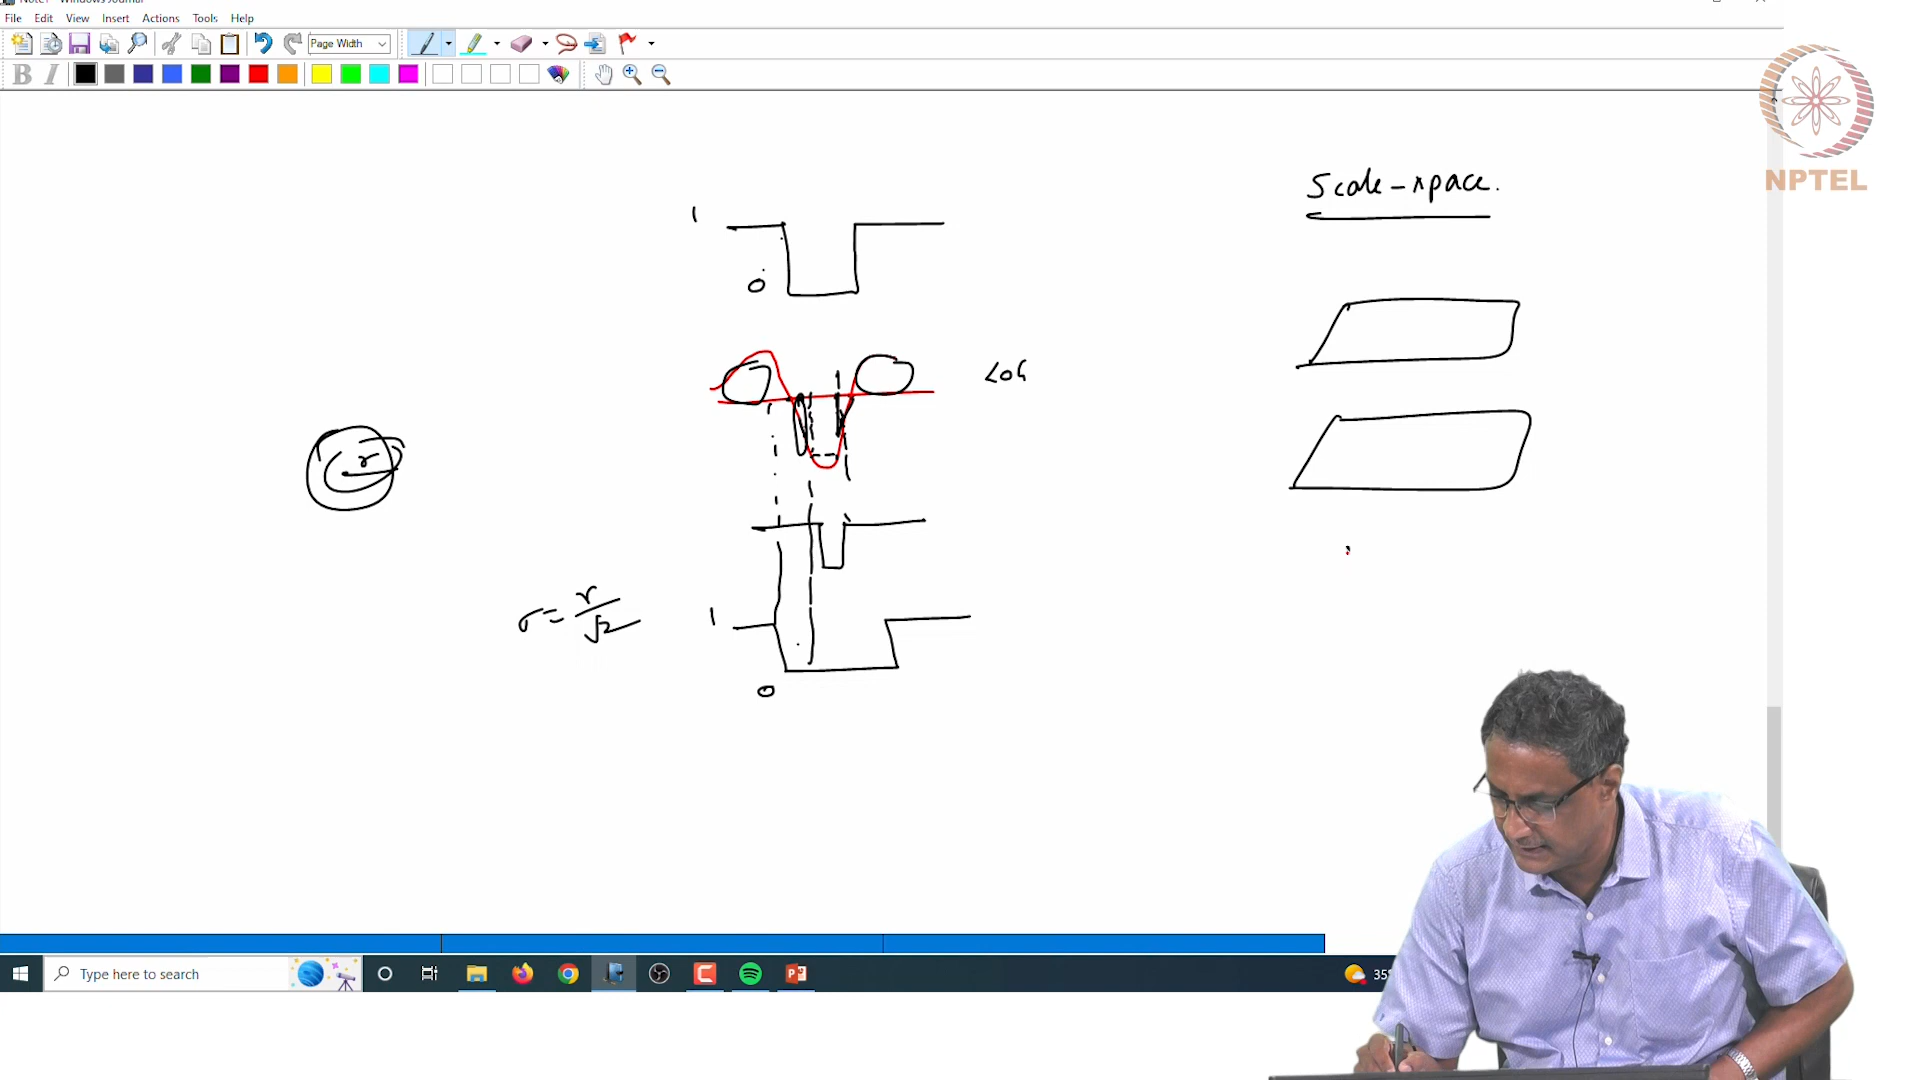 File Edit View Insert Actions Tools Help
Page Width
B I
NPTEL
Scale-space.
1
0
LOG
r
σ = r/√2
1
0
Type here to search
35